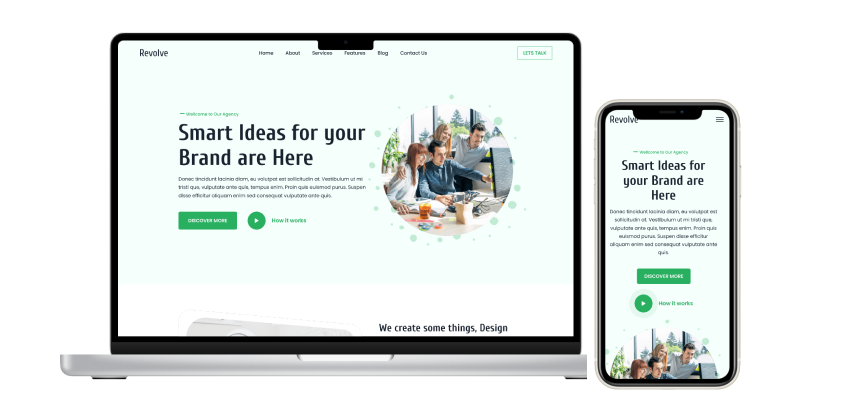 Revolve
Home About Services Features Blog Contact Us
LETS TALK
Wellcome to Our Agency
Smart Ideas for your
Brand are Here
Donec tincidunt lacinia diam, eu volutpat est sollicitudin at. Vestibulum ut mi
tristi que, vulputate ante quis, tempus enim. Proin quis euismod purus. Suspen
disse efficitur aliquam enim sed consequat vulputate ante quis, sed tempus.
DISCOVER MORE
How it works
We create some things, Design
Revolve
Wellcome to Our Agency
Smart Ideas for
your Brand are
Here
Donec tincidunt lacinia diam, eu volutpat est
sollicitudin at. Vestibulum ut mi tristi que,
vulputate ante quis, tempus enim. Proin quis
euismod purus. Suspen disse efficitur
aliquam enim sed consequat vulputate ante
quis.
DISCOVER MORE
How it works